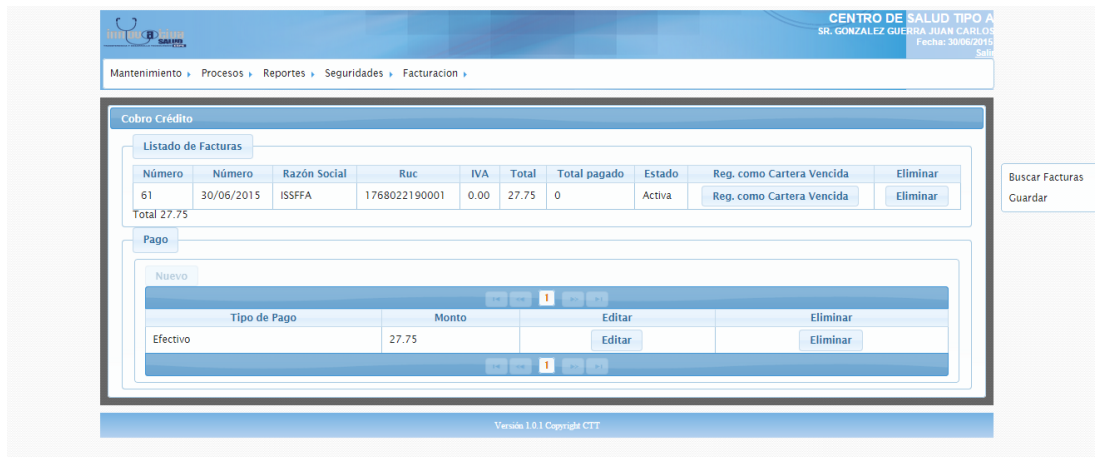 SALUD
CENTRO DE SALUD TIPO A
SR. GONZALEZ GUERRA JUAN CARLOS
Fecha: 30/06/2015
Salir
Mantenimiento Procesos Reportes Seguridades Facturacion
Cobro Crédito
Listado de Facturas
Número Número Razón Social Ruc IVA Total Total pagado Estado Reg. como Cartera Vencida Eliminar
61 30/06/2015 ISSFFA 1768022190001 0.00 27.75 0 Activa Reg. como Cartera Vencida Eliminar
Total 27.75
Buscar Facturas
Guardar
Pago
Nuevo
1
Tipo de Pago Monto Editar Eliminar
Efectivo 27.75 Editar Eliminar
1
Versión 1.0.1 Copyright CTT